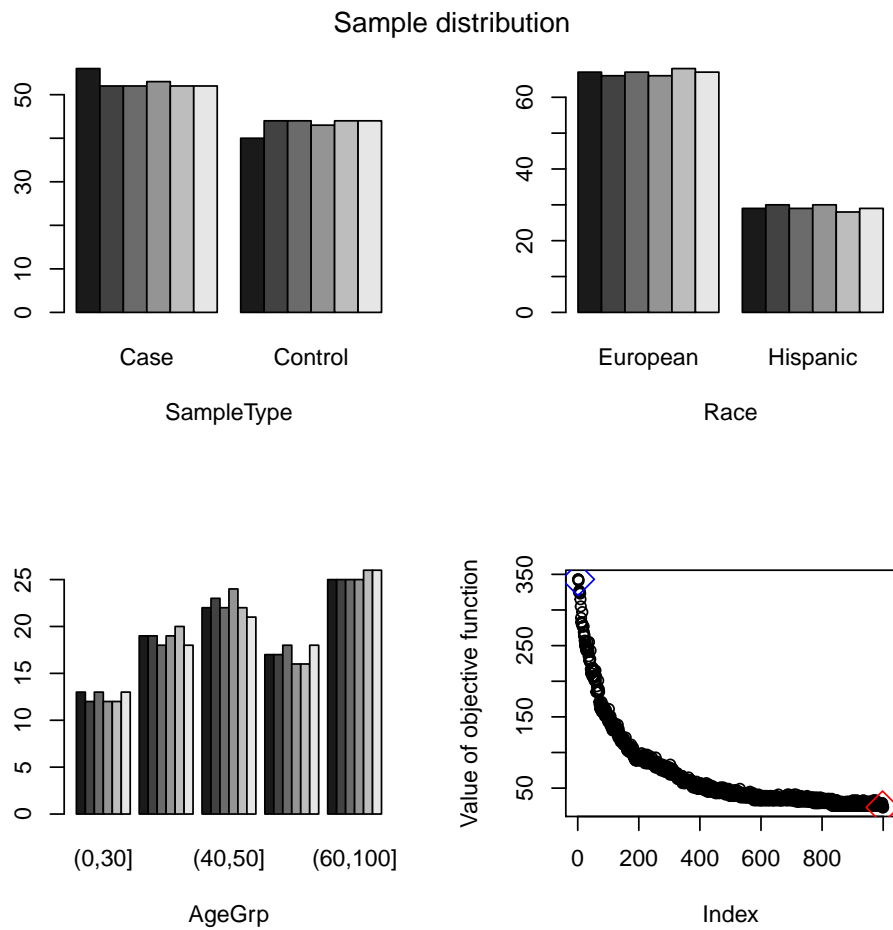 Sample distribution
50
30
10
0
Case
Control
SampleType
60
40
20
0
European
Hispanic
Race
25
20
15
10
5
0
(0,30]
(40,50]
(60,100]
AgeGrp
Value of objective function
350
250
150
50
0
200
400
600
800
Index